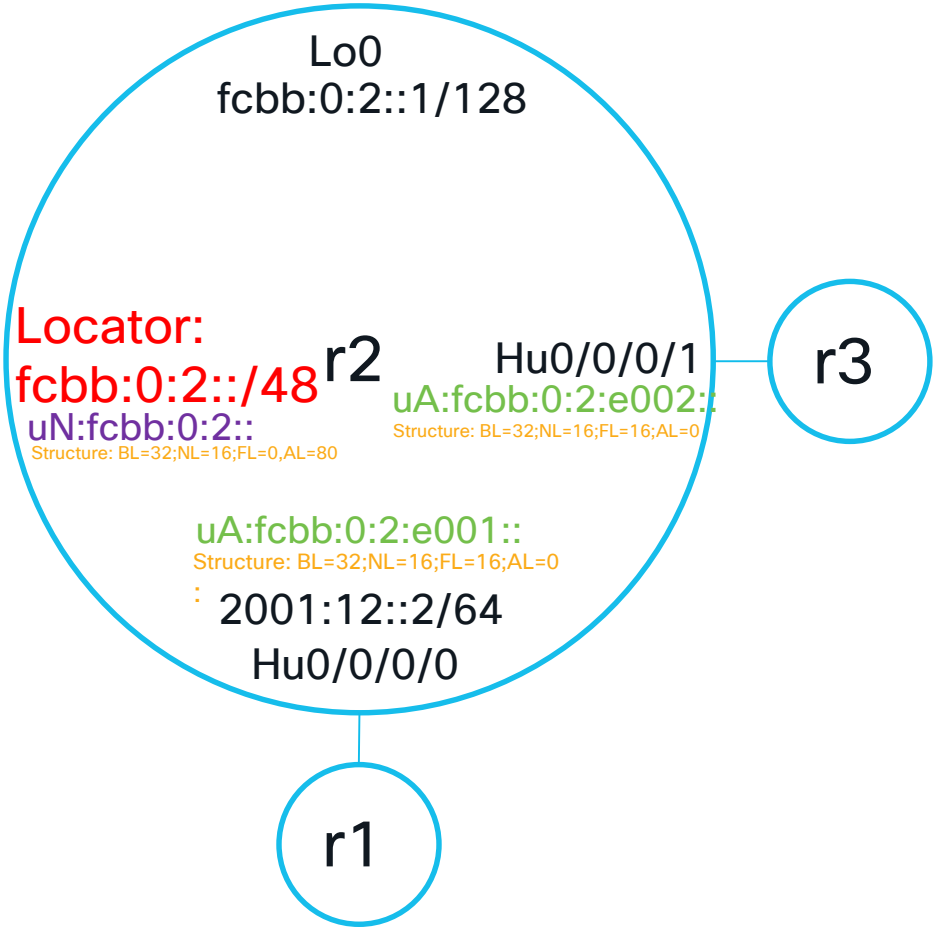 Lo0
fcbb:0:2::1/128
Locator:
fcbb:0:2::/48
r2
uN:fcbb:0:2::
Structure: BL=32;NL=16;FL=0,AL=80
Hu0/0/0/1
uA:fcbb:0:2:e002::
Structure: BL=32;NL=16;FL=16;AL=0
r3
uA:fcbb:0:2:e001::
Structure: BL=32;NL=16;FL=16;AL=0
:
2001:12::2/64
Hu0/0/0/0
r1